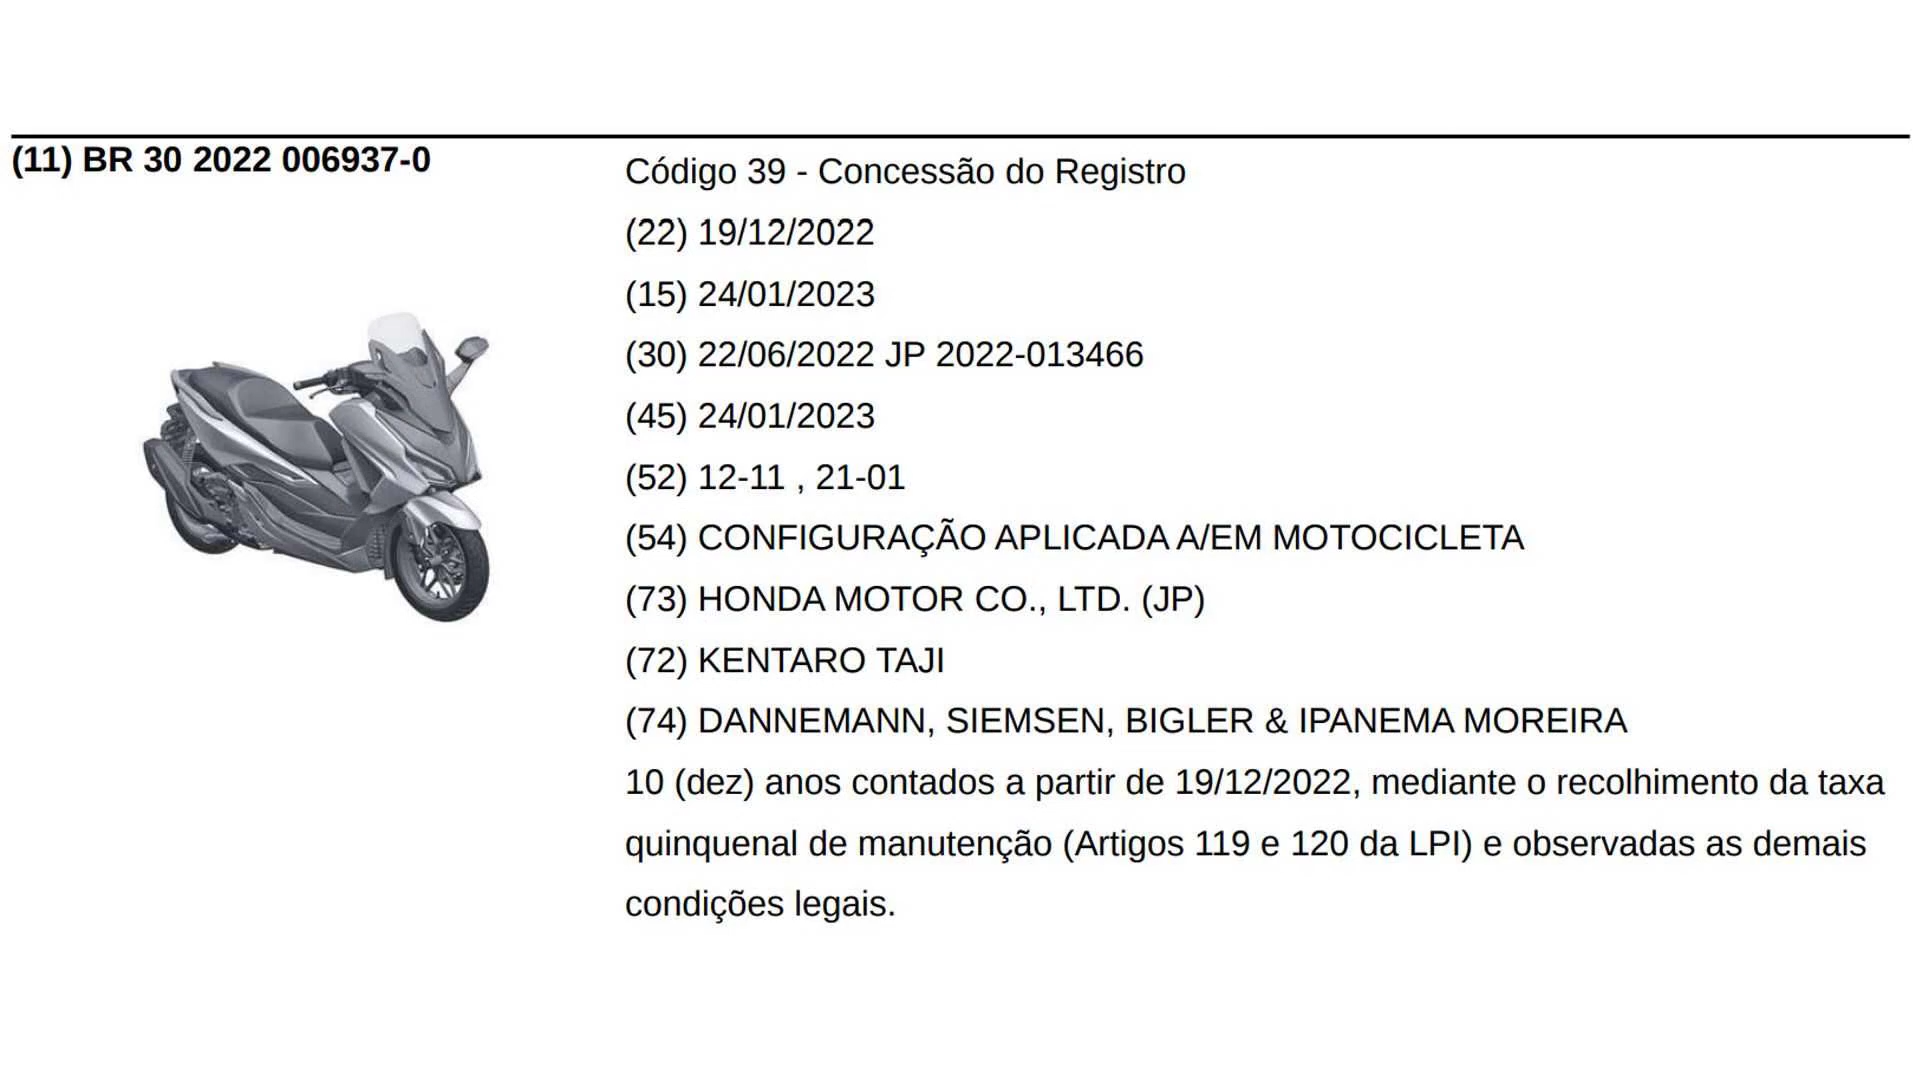 (11) BR 30 2022 006937-0
Código 39 - Concessão do Registro
(22) 19/12/2022
(15) 24/01/2023
(30) 22/06/2022 JP 2022-013466
(45) 24/01/2023
(52) 12-11 , 21-01
(54) CONFIGURAÇÃO APLICADA A/EM MOTOCICLETA
(73) HONDA MOTOR CO., LTD. (JP)
(72) KENTARO TAJI
(74) DANNEMANN, SIEMSEN, BIGLER & IPANEMA MOREIRA
10 (dez) anos contados a partir de 19/12/2022, mediante o recolhimento da taxa
quinquenal de manutenção (Artigos 119 e 120 da LPI) e observadas as demais
condições legais.